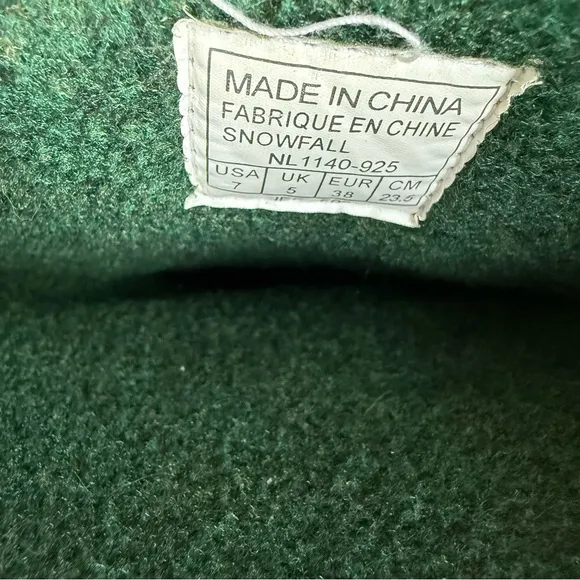 MADE IN CHINA
FABRIQUE EN CHINE
SNOWFALL
NL1140-925
USA UK EUR CM
7 5 38 23.5